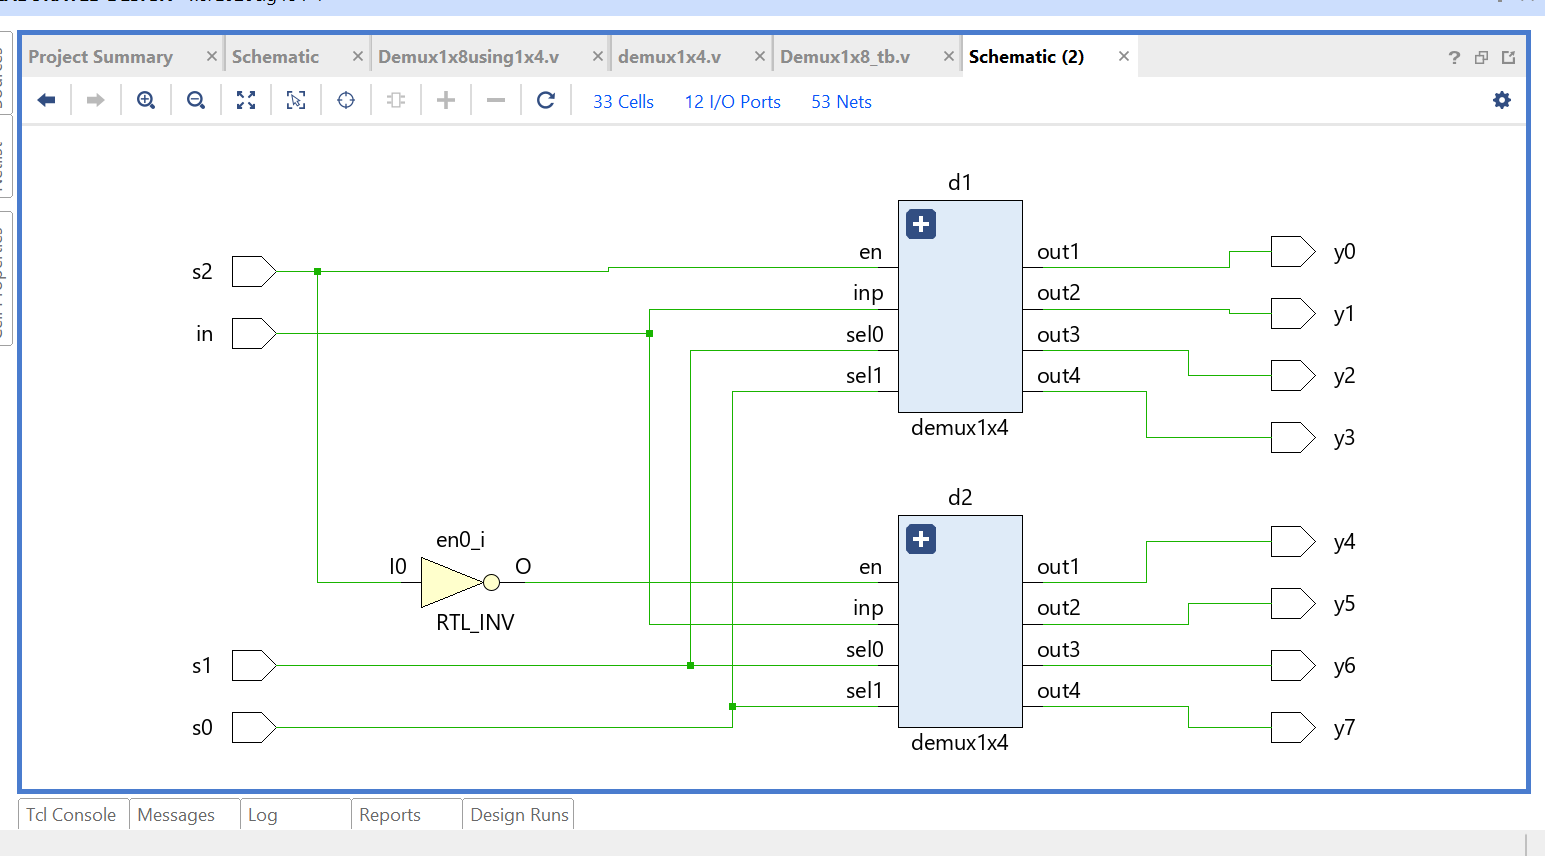 Project Summary
Schematic
Demux1x8using1x4.v
demux1x4.v
Demux1x8_tb.v
Schematic (2)
33 Cells
12 I/O Ports
53 Nets
d1
en
inp
sel0
sel1
out1
out2
out3
out4
demux1x4
s2
in
y0
y1
y2
y3
d2
en
inp
sel0
sel1
out1
out2
out3
out4
demux1x4
en0_i
I0
O
RTL_INV
s1
s0
y4
y5
y6
y7
Tcl Console
Messages
Log
Reports
Design Runs